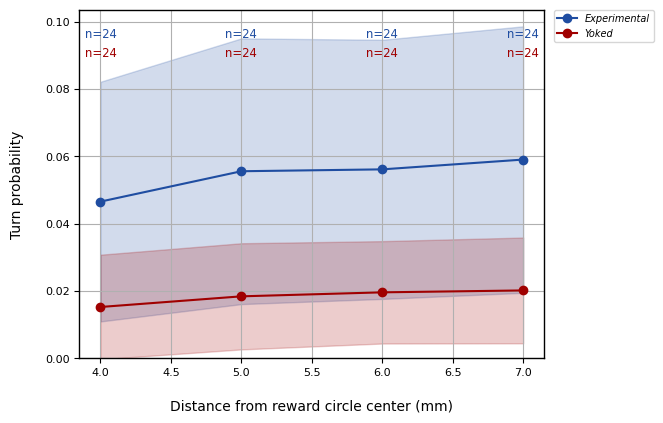 0.10
0.08
0.06
0.04
0.02
0.00
Turn probability
n=24 n=24 n=24 n=24
n=24 n=24 n=24 n=24
4.0 4.5 5.0 5.5 6.0 6.5 7.0
Distance from reward circle center (mm)
Experimental
Yoked